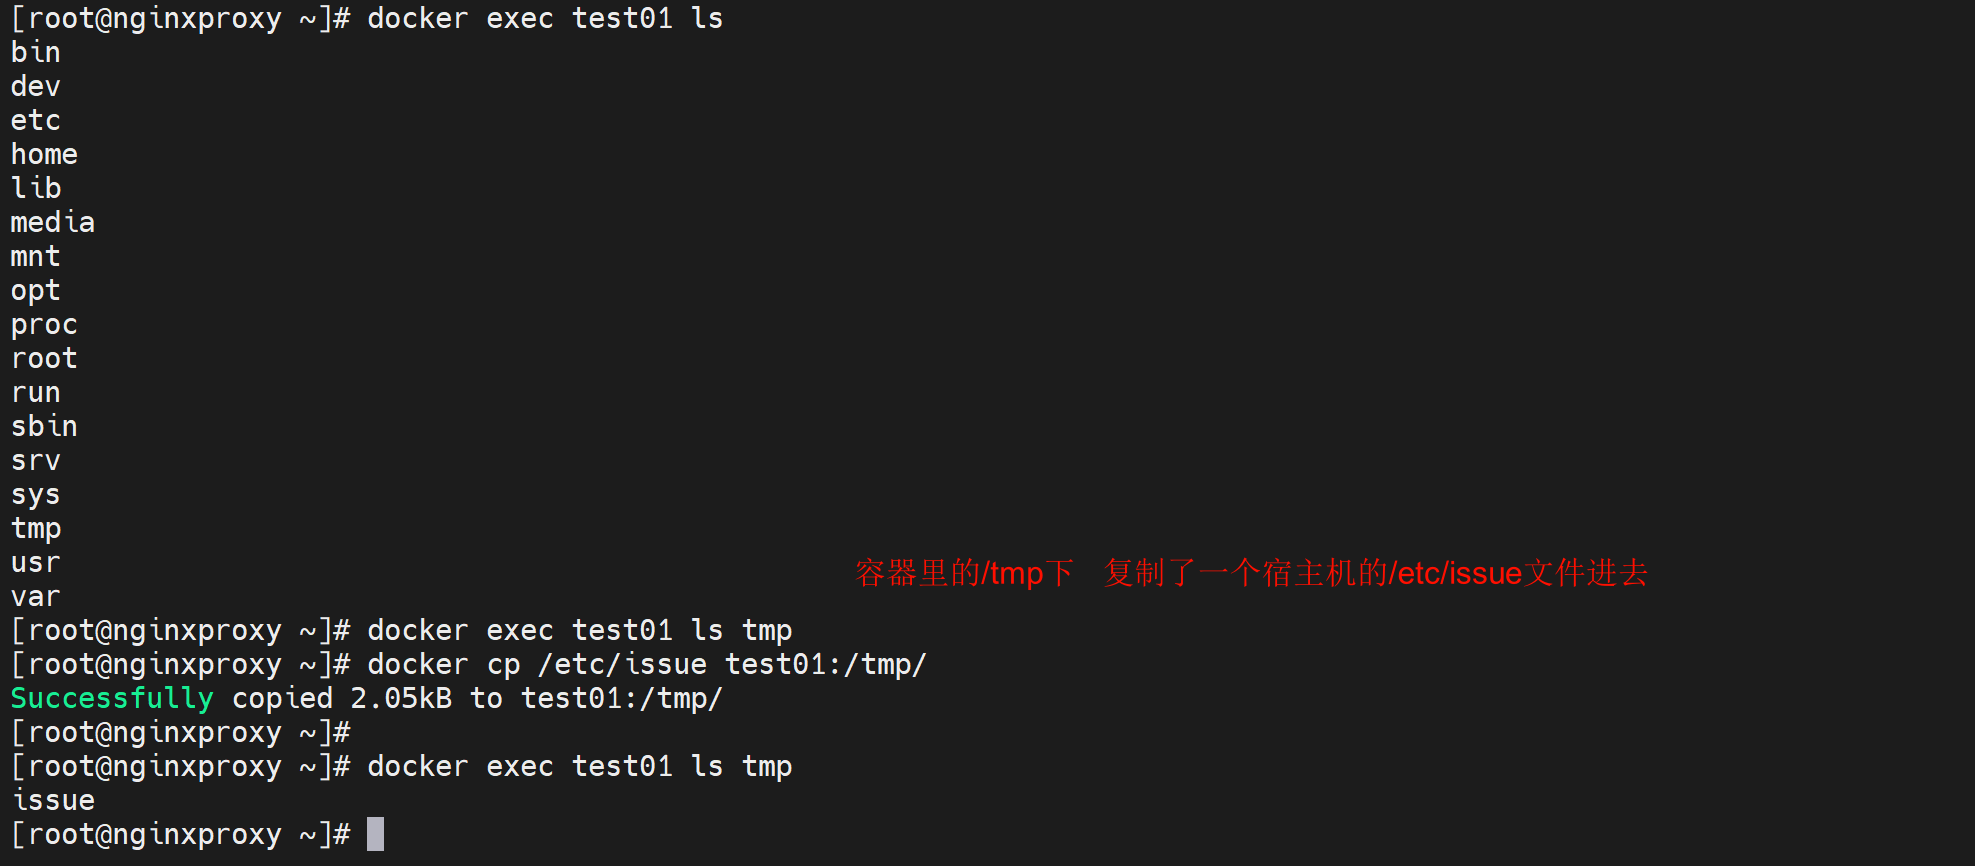 [root@nginxproxy ~]# docker exec test01 ls
bin
dev
etc
home
lib
media
mnt
opt
proc
root
run
sbin
srv
sys
tmp
usr
容器里的/tmp下 复制了一个宿主机的/etc/issue文件进去
var
[root@nginxproxy ~]# docker exec test01 ls tmp
[root@nginxproxy ~]# docker cp /etc/issue test01:/tmp/
Successfully copied 2.05kB to test01:/tmp/
[root@nginxproxy ~]#
[root@nginxproxy ~]# docker exec test01 ls tmp
issue
[root@nginxproxy ~]#